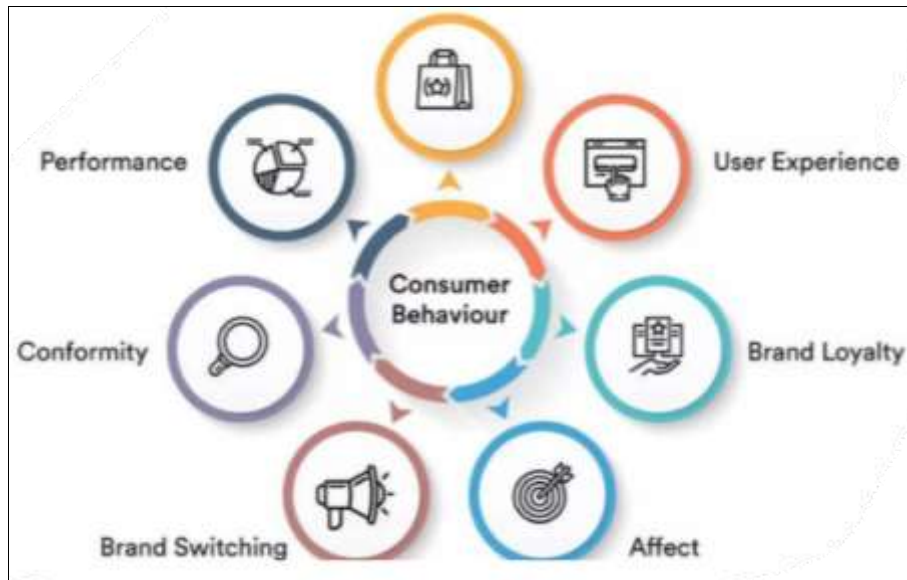 Performance
User Experience
Consumer
Behaviour
Conformity
Brand Loyalty
Brand Switching
Affect